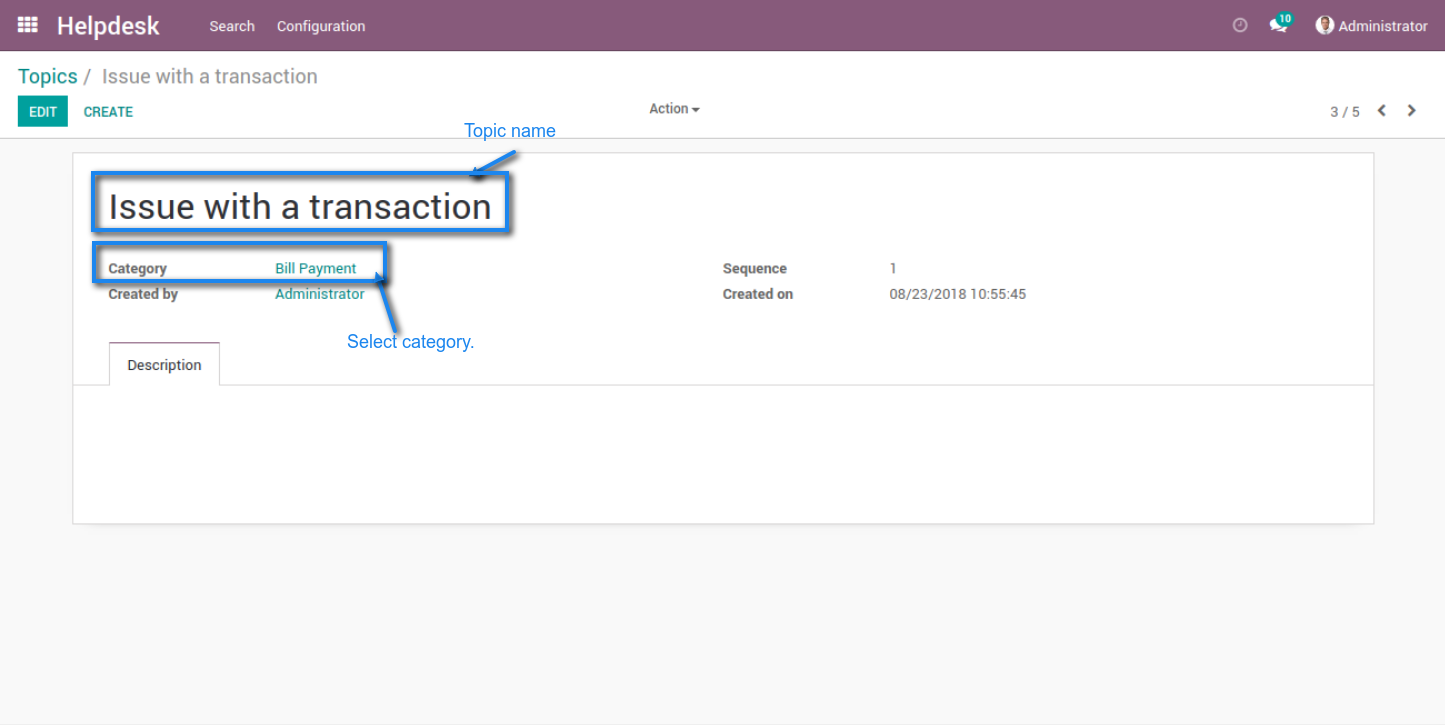 Helpdesk Search Configuration 10 Administrator
Topics / Issue with a transaction
EDIT CREATE Action 3 / 5
Topic name
Issue with a transaction
Category Bill Payment Sequence 1
Created by Administrator Created on 08/23/2018 10:55:45
Select category.
Description